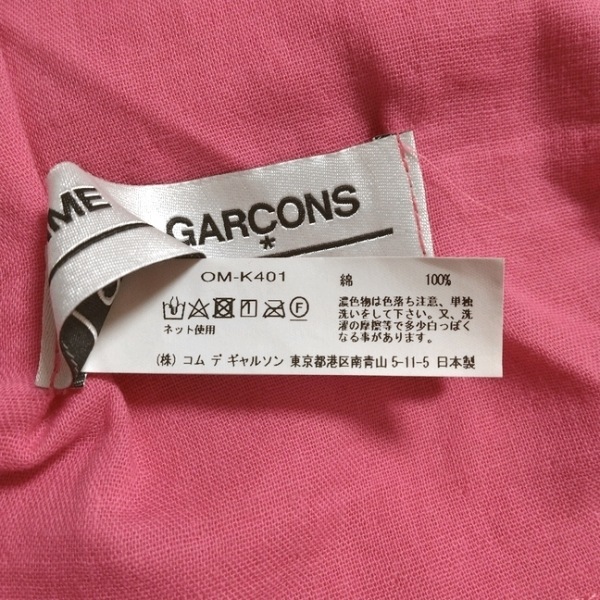 ME
GARCONS
*
OM-K401
綿 100%
F
ネット使用
濃色物は色落ち注意、単独
洗いをして下さい。又、洗
濯の摩擦等で多少白っぽく
なる事があります。
(株) コム デ ギャルソン 東京都港区南青山 5-11-5 日本製